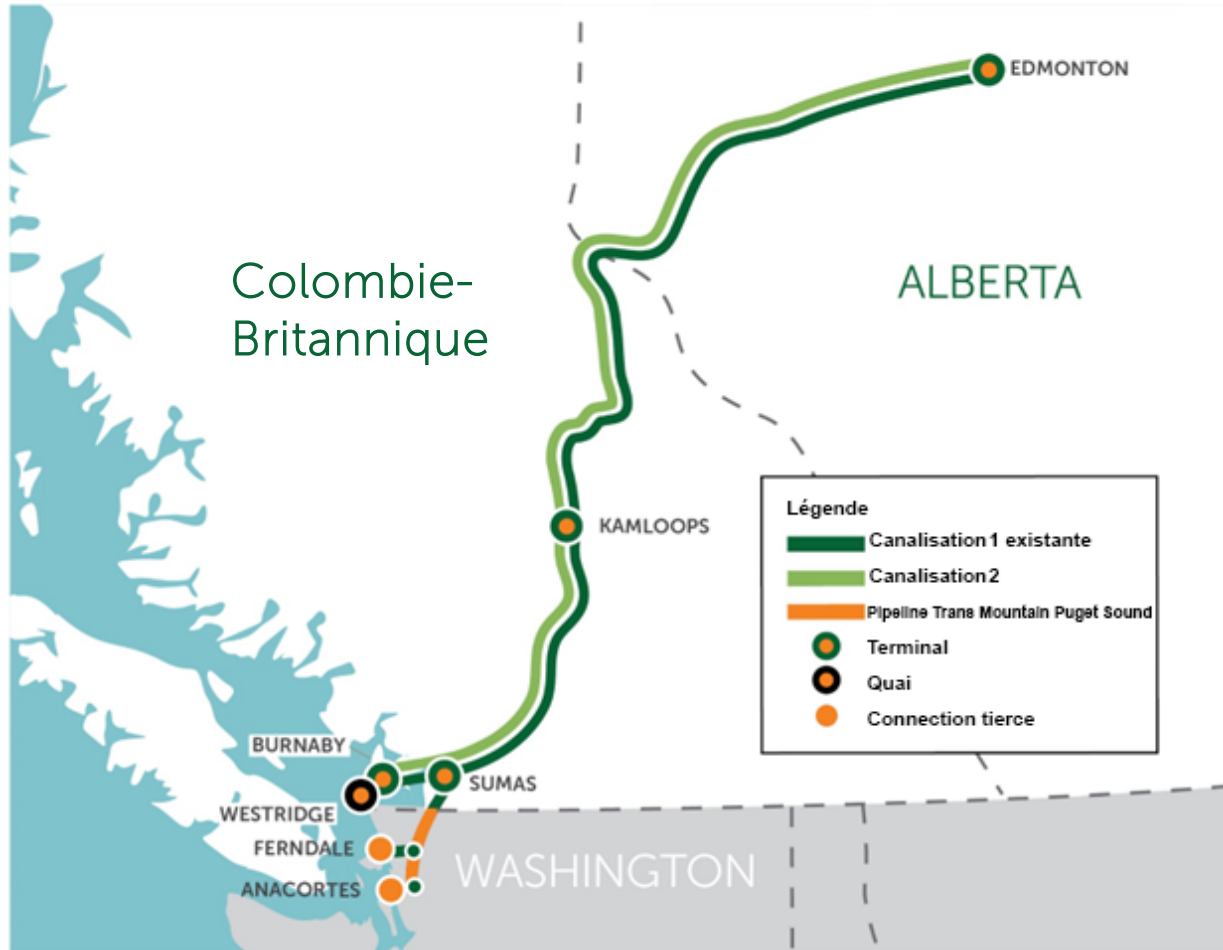 EDMONTON
Colombie-
Britannique
ALBERTA
KAMLOOPS
Légende
Canalisation 1 existante
Canalisation 2
Pipeline Trans Mountain Puget Sound
Terminal
Quai
Connection tierce
BURNABY
SUMAS
WESTRIDGE
FERNDALE
WASHINGTON
ANACORTES